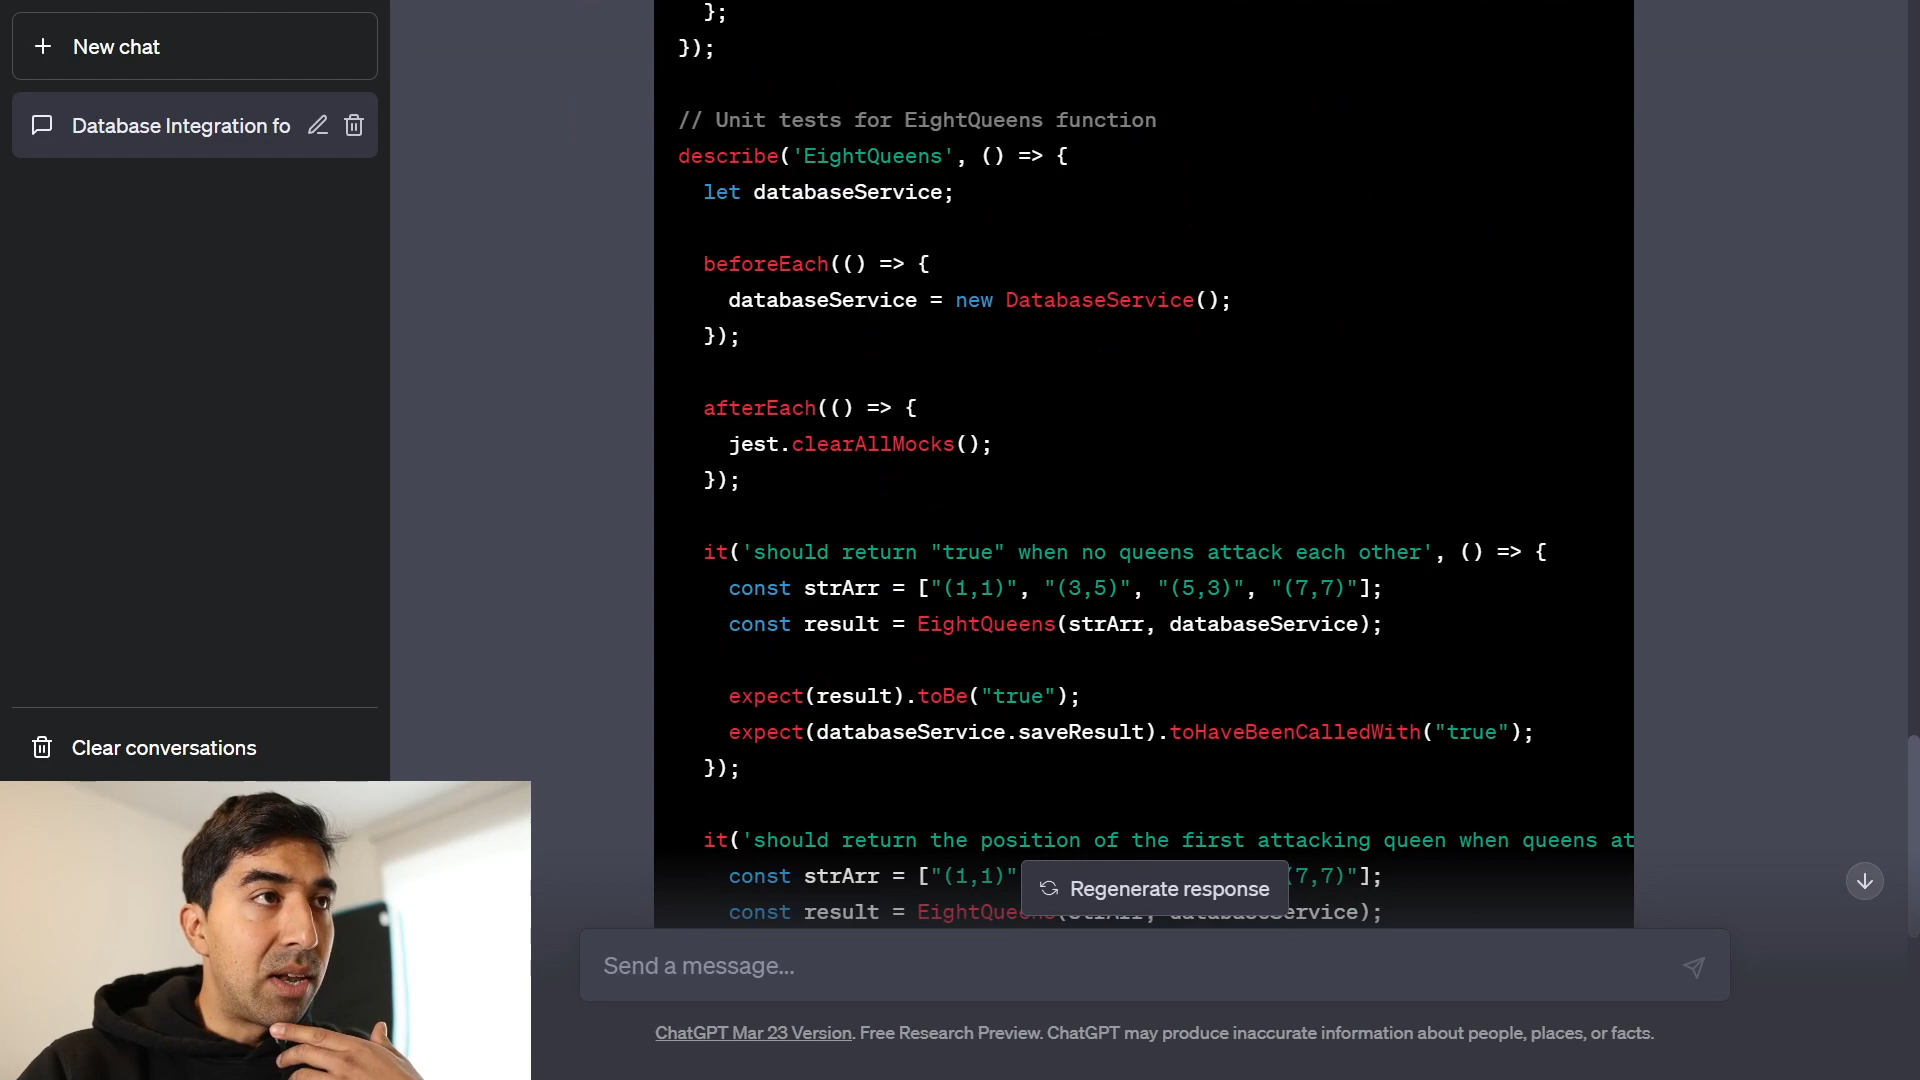 New chat
Database Integration fo
Clear conversations
};
});
// Unit tests for EightQueens function
describe('EightQueens', () => {
let databaseService;
beforeEach(() => {
databaseService = new DatabaseService();
});
afterEach(() => {
jest.clearAllMocks();
});
it('should return "true" when no queens attack each other', () => {
const strArr = ["(1,1)", "(3,5)", "(5,3)", "(7,7)"];
const result = EightQueens(strArr, databaseService);
expect(result).toBe("true");
expect(databaseService.saveResult).toHaveBeenCalledWith("true");
});
it('should return the position of the first attacking queen when queens at
const strArr = ["(1,1)" (7,7)"];
const result = EightQueens(strArr, databaseService);
Regenerate response
Send a message...
ChatGPT Mar 23 Version. Free Research Preview. ChatGPT may produce inaccurate information about people, places, or facts.